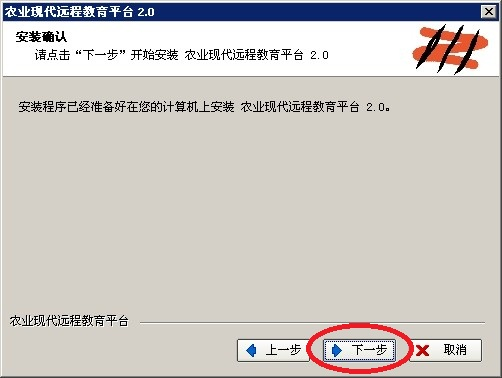 农业现代远程教育平台 2.0
安装确认
请点击“下一步”开始安装 农业现代远程教育平台 2.0
安装程序已经准备好在您的计算机上安装 农业现代远程教育平台 2.0。
农业现代远程教育平台
上一步 下一步 取消